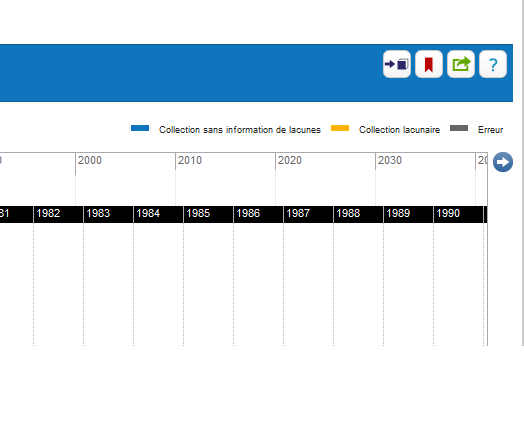 ?
Collection sans information de lacunes Collection lacunaire Erreur
2000 2010 2020 2030
1982 1983 1984 1985 1986 1987 1988 1989 1990